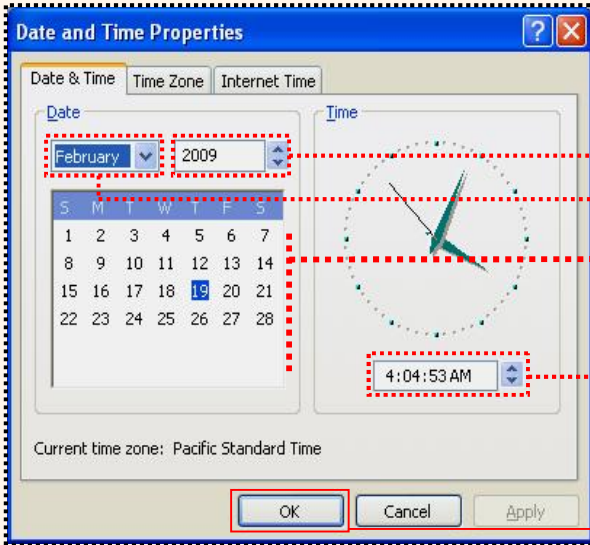 Date and Time Properties
Date & Time Time Zone Internet Time
Date Time
February 2009
S M T W T F S
1 2 3 4 5 6 7
8 9 10 11 12 13 14
15 16 17 18 19 20 21
22 23 24 25 26 27 28
4:04:53 AM
Current time zone: Pacific Standard Time
OK Cancel Apply